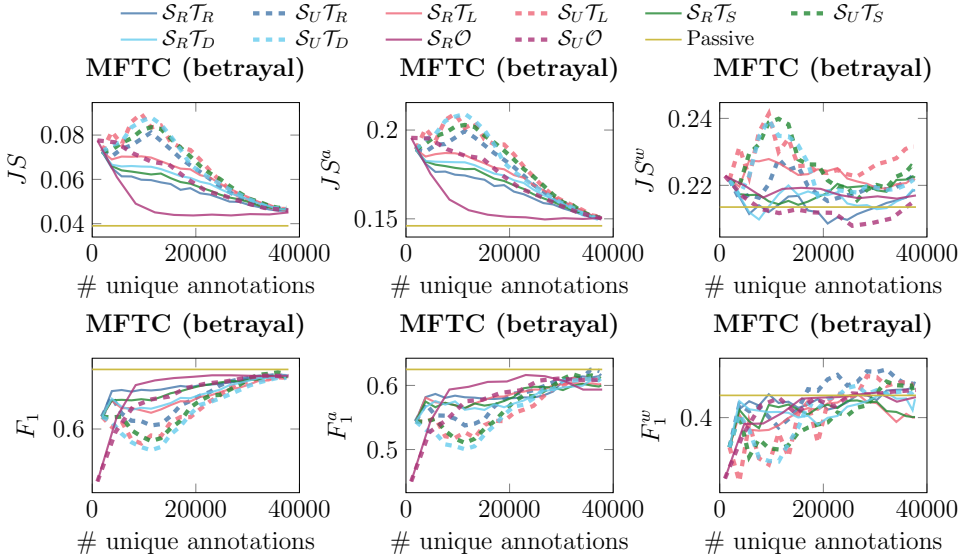 S_R T_R S_U T_R S_R T_L S_U T_L S_R T_S S_U T_S
S_R T_D S_U T_D S_R O S_U O Passive
MFTC (betrayal) MFTC (betrayal) MFTC (betrayal)
JS 0.08 0.06 0.04 JS^a 0.2 0.15 JS^w 0.24 0.22
0 20000 40000 0 20000 40000 0 20000 40000
# unique annotations # unique annotations # unique annotations
MFTC (betrayal) MFTC (betrayal) MFTC (betrayal)
F_1 0.6 F_1^a 0.6 0.5 F_1^w 0.4
0 20000 40000 0 20000 40000 0 20000 40000
# unique annotations # unique annotations # unique annotations